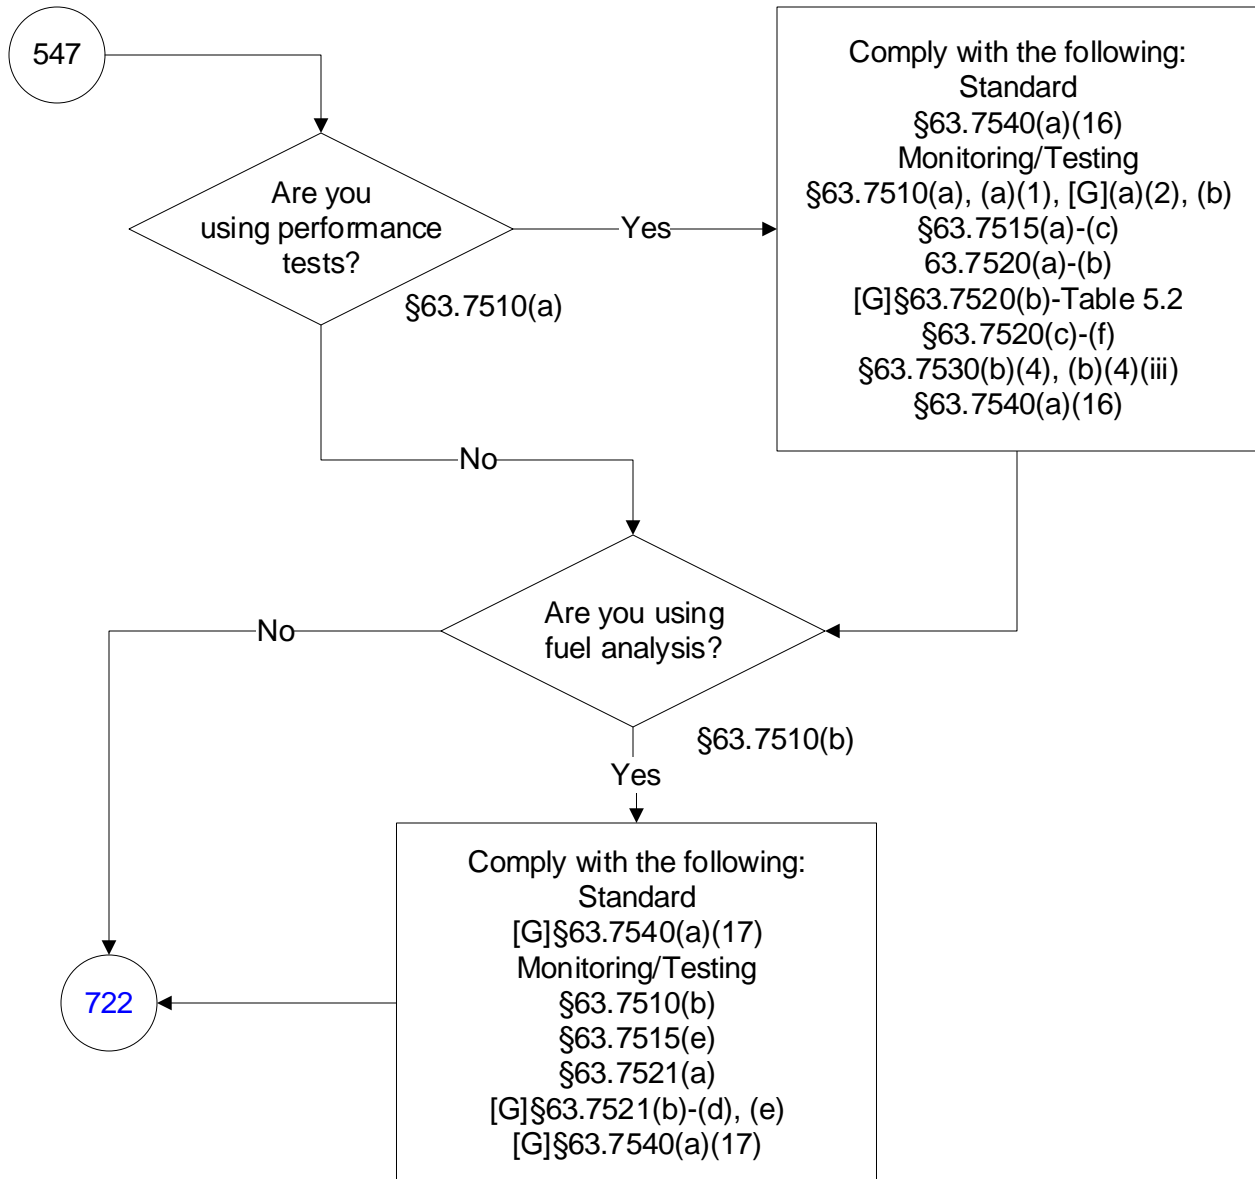 547
Are you
using performance
tests?
§63.7510(a)
Yes
Comply with the following:
Standard
§63.7540(a)(16)
Monitoring/Testing
§63.7510(a), (a)(1), [G](a)(2), (b)
§63.7515(a)-(c)
63.7520(a)-(b)
[G]§63.7520(b)-Table 5.2
§63.7520(c)-(f)
§63.7530(b)(4), (b)(4)(iii)
§63.7540(a)(16)
No
Are you using
fuel analysis?
§63.7510(b)
No
Yes
Comply with the following:
Standard
[G]§63.7540(a)(17)
Monitoring/Testing
§63.7510(b)
§63.7515(e)
§63.7521(a)
[G]§63.7521(b)-(d), (e)
[G]§63.7540(a)(17)
722